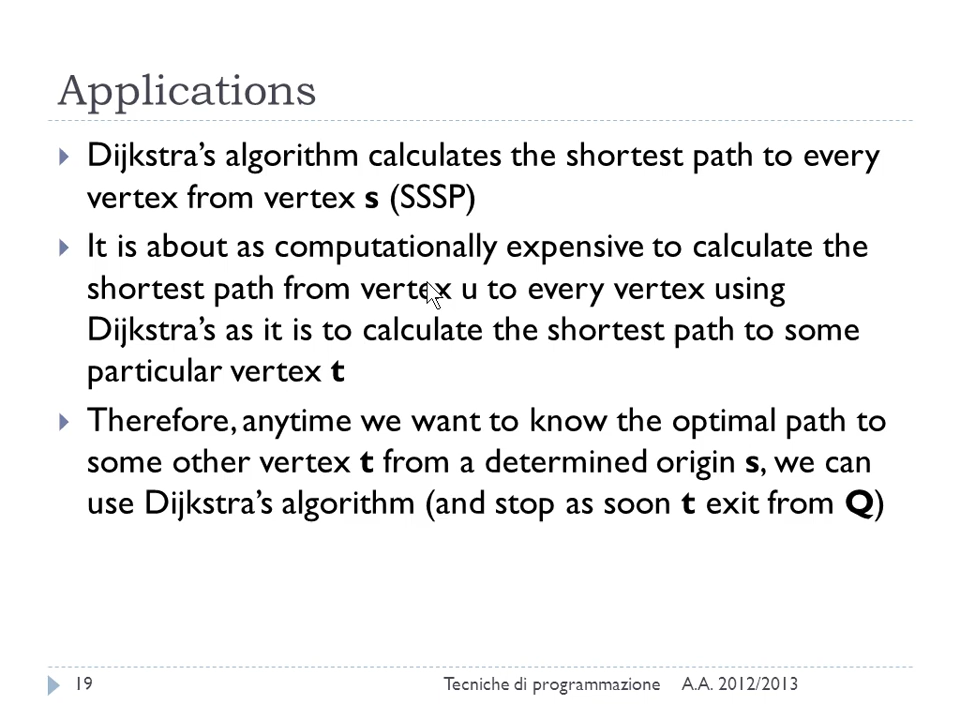 Applications
Dijkstra's algorithm calculates the shortest path to every
vertex from vertex s (SSSP)
It is about as computationally expensive to calculate the
shortest path from vertex u to every vertex using
Dijkstra's as it is to calculate the shortest path to some
particular vertex t
Therefore, anytime we want to know the optimal path to
some other vertex t from a determined origin s, we can
use Dijkstra's algorithm (and stop as soon t exit from Q)
19 Tecniche di programmazione A.A. 2012/2013